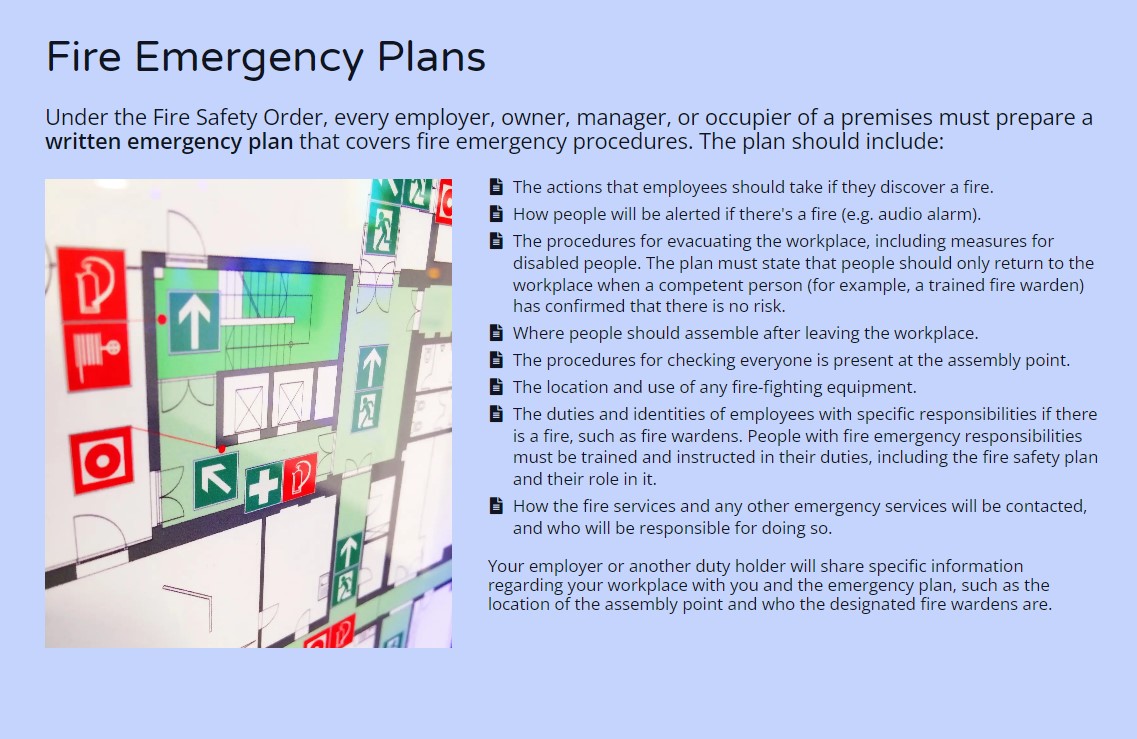 Fire Emergency Plans
Under the Fire Safety Order, every employer, owner, manager, or occupier of a premises must prepare a
written emergency plan that covers fire emergency procedures. The plan should include:
The actions that employees should take if they discover a fire.
How people will be alerted if there's a fire (e.g. audio alarm).
The procedures for evacuating the workplace, including measures for
disabled people. The plan must state that people should only return to the
workplace when a competent person (for example, a trained fire warden)
has confirmed that there is no risk.
Where people should assemble after leaving the workplace.
The procedures for checking everyone is present at the assembly point.
The location and use of any fire-fighting equipment.
The duties and identities of employees with specific responsibilities if there
is a fire, such as fire wardens. People with fire emergency responsibilities
must be trained and instructed in their duties, including the fire safety plan
and their role in it.
How the fire services and any other emergency services will be contacted,
and who will be responsible for doing so.
Your employer or another duty holder will share specific information
regarding your workplace with you and the emergency plan, such as the
location of the assembly point and who the designated fire wardens are.